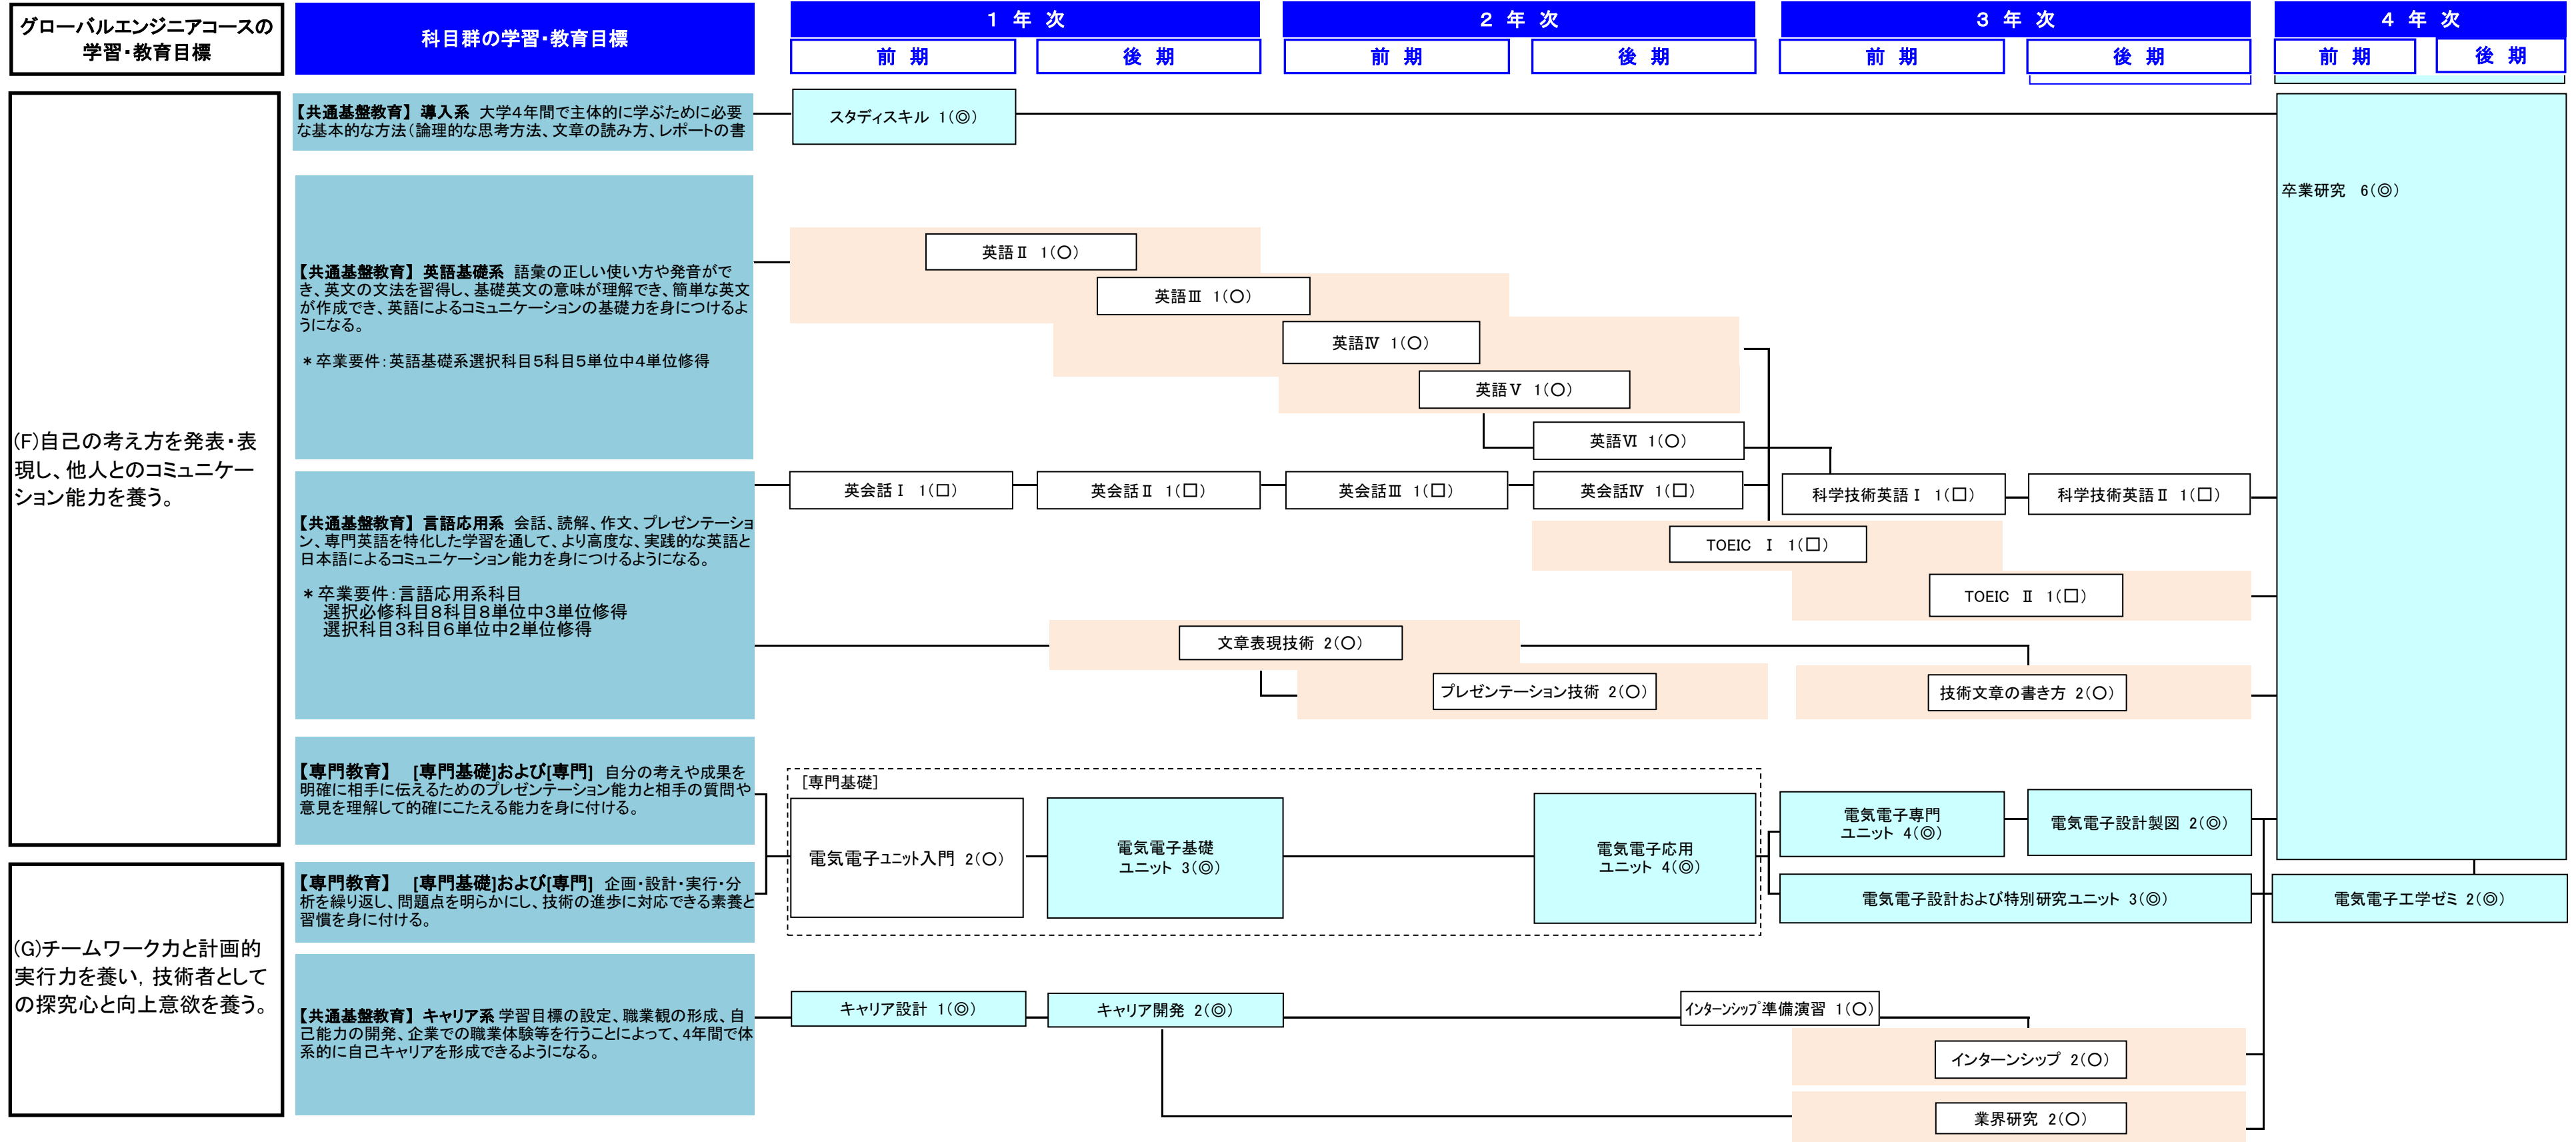 グローバルエンジニアコースの
学習・教育目標
科目群の学習・教育目標
1 年 次
2 年 次
3 年 次
4 年 次
前 期
後 期
前 期
後 期
前 期
後 期
前 期
後 期
(F)自己の考え方を発表・表
現し、他人とのコミュニケー
ション能力を養う。
(G)チームワーク力と計画的
実行力を養い，技術者として
の探究心と向上意欲を養う。
【共通基盤教育】 導入系 大学4年間で主体的に学ぶために必要
な基本的な方法（論理的な思考方法、文章の読み方、レポートの書
スタディスキル 1(◎)
卒業研究 6(◎)
【共通基盤教育】 英語基礎系 語彙の正しい使い方や発音がで
き、英文の文法を習得し、基礎英文の意味が理解でき、簡単な英文
が作成でき、英語によるコミュニケーションの基礎力を身につけるよ
うになる。
＊卒業要件：英語基礎系選択科目5科目5単位中4単位修得
英語Ⅱ 1(○)
英語Ⅲ 1(○)
英語Ⅳ 1(○)
英語Ⅴ 1(○)
英語Ⅵ 1(○)
【共通基盤教育】 言語応用系 会話、読解、作文、プレゼンテーショ
ン、専門英語を特化した学習を通して、より高度な、実践的な英語と
日本語によるコミュニケーション能力を身につけるようになる。
＊卒業要件：言語応用系科目
選択必修科目8科目8単位中3単位修得
選択科目3科目6単位中2単位修得
英会話Ⅰ 1(□)
英会話Ⅱ 1(□)
英会話Ⅲ 1(□)
英会話Ⅳ 1(□)
科学技術英語Ⅰ 1(□)
科学技術英語Ⅱ 1(□)
TOEIC Ⅰ 1(□)
TOEIC Ⅱ 1(□)
文章表現技術 2(○)
プレゼンテーション技術 2(○)
技術文章の書き方 2(○)
【専門教育】 [専門基礎]および[専門] 自分の考えや成果を
明確に相手に伝えるためのプレゼンテーション能力と相手の質問や
意見を理解して的確にこたえる能力を身に付ける。
【専門教育】 [専門基礎]および[専門] 企画・設計・実行・分
析を繰り返し、問題点を明らかにし、技術の進歩に対応できる素養と
習慣を身に付ける。
[専門基礎]
電気電子ユニット入門 2(○)
電気電子基礎
ユニット 3(◎)
電気電子応用
ユニット 4(◎)
電気電子専門
ユニット 4(◎)
電気電子設計製図 2(◎)
電気電子設計および特別研究ユニット 3(◎)
電気電子工学ゼミ 2(◎)
【共通基盤教育】 キャリア系 学習目標の設定、職業観の形成、自
己能力の開発、企業での職業体験等を行うことによって、4年間で体
系的に自己キャリアを形成できるようになる。
キャリア設計 1(◎)
キャリア開発 2(◎)
インターンシップ準備演習 1(○)
インターンシップ 2(○)
業界研究 2(○)